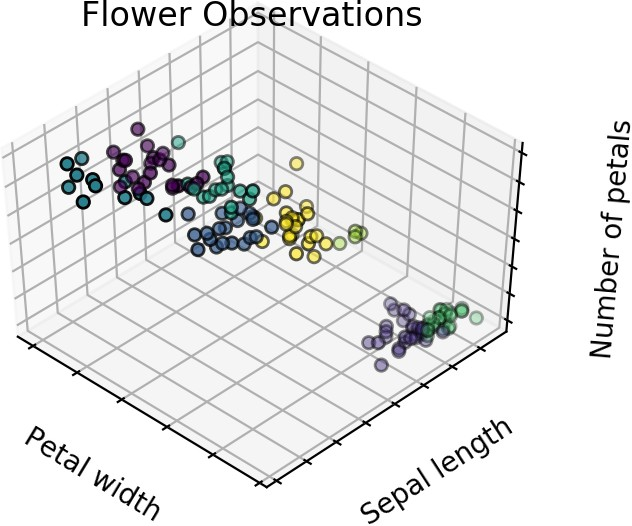 Flower Observations
Petal width
Sepal length
Number of petals